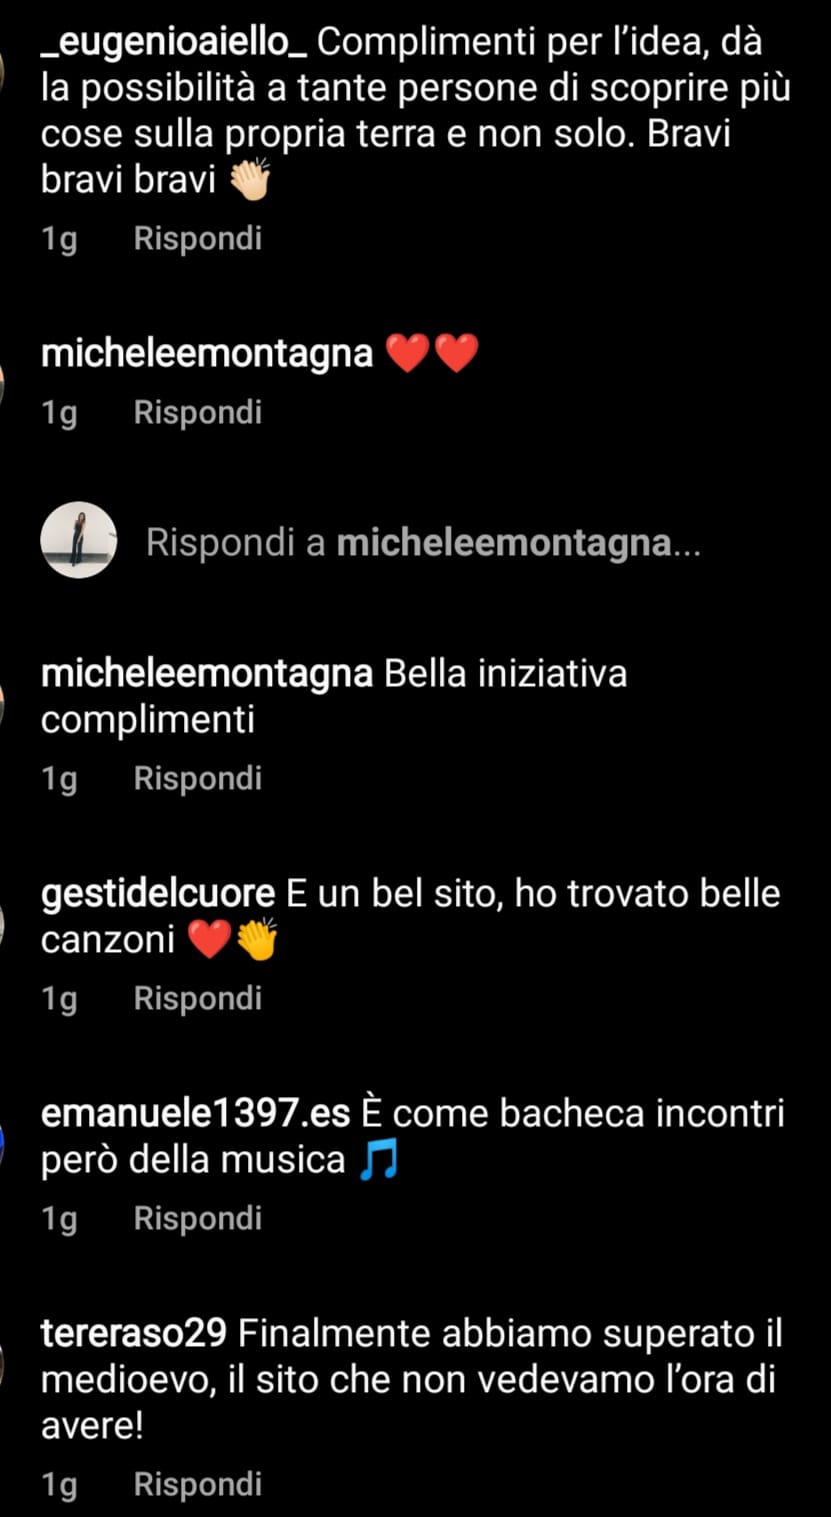 _eugenioaiello_ Complimenti per l’idea, dà
la possibilità a tante persone di scoprire più
cose sulla propria terra e non solo. Bravi
bravi bravi 👏🏻
1g Rispondi
micheleemontagna ❤️❤️
1g Rispondi
Rispondi a micheleemontagna...
micheleemontagna Bella iniziativa
complimenti
1g Rispondi
gestidelcuore E un bel sito, ho trovato belle
canzoni ❤️👏
1g Rispondi
emanuele1397.es È come bacheca incontri
però della musica 🎵
1g Rispondi
tereraso29 Finalmente abbiamo superato il
medioevo, il sito che non vedevamo l’ora di
avere!
1g Rispondi